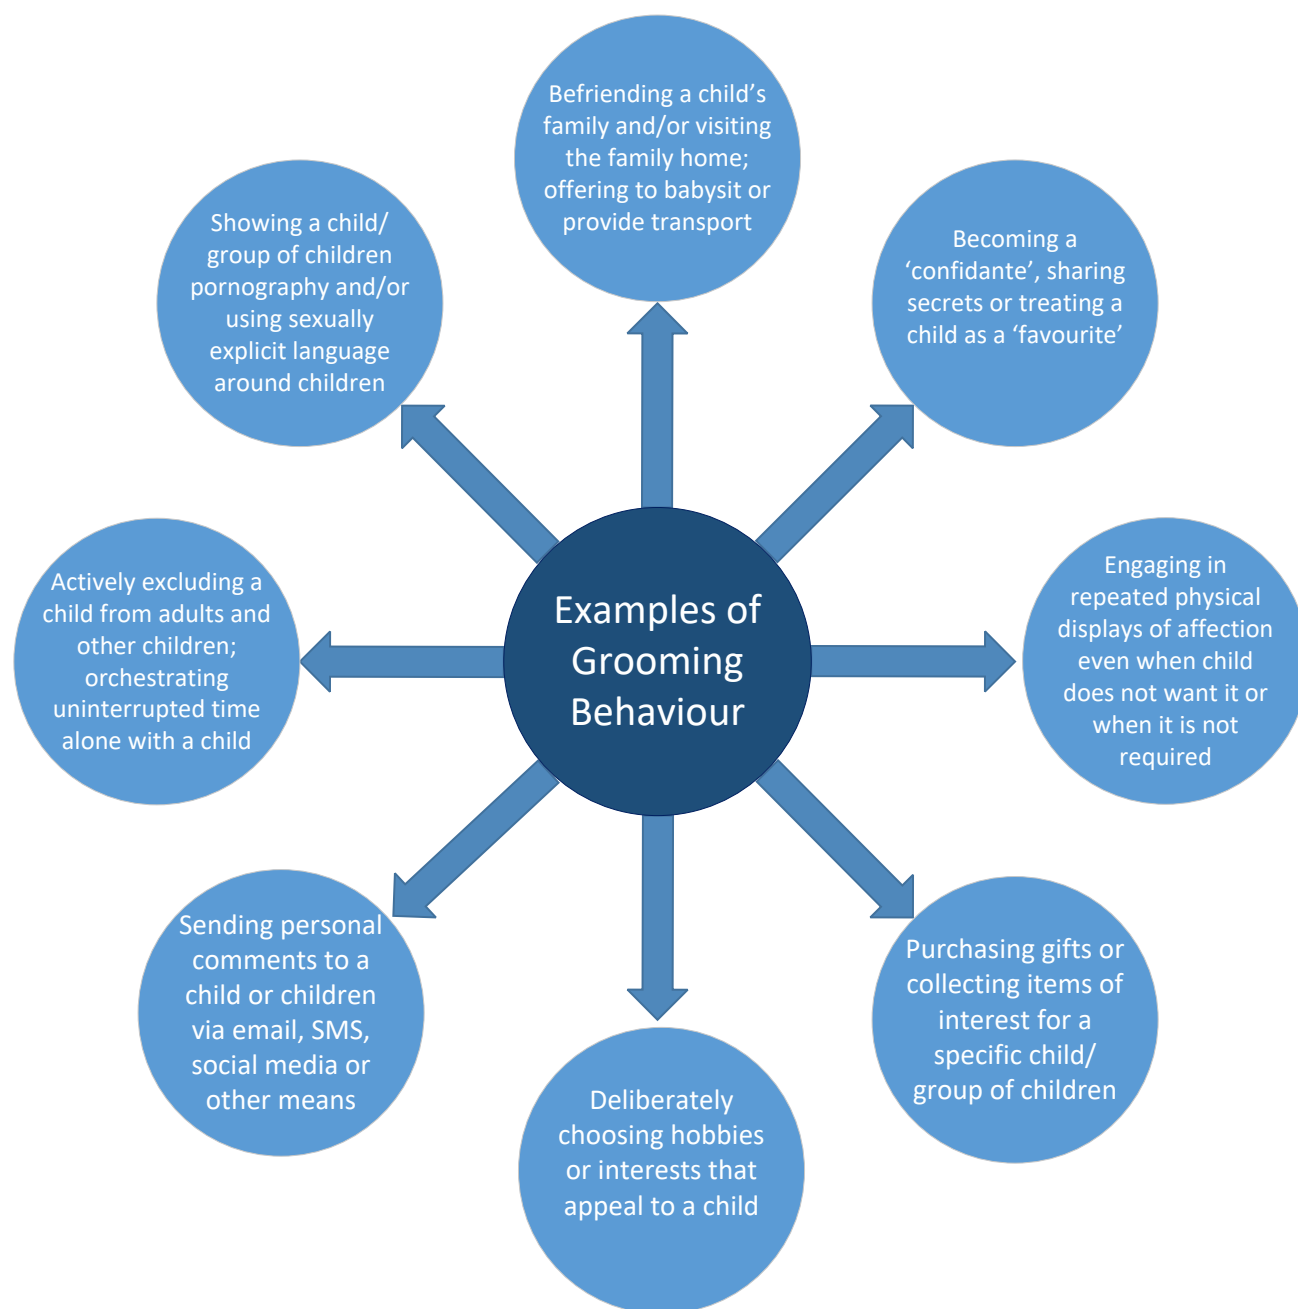 Examples of
Grooming
Behaviour
Befriending a child’s
family and/or visiting
the family home;
offering to babysit or
provide transport
Becoming a
‘confidante’, sharing
secrets or treating a
child as a ‘favourite’
Engaging in
repeated physical
displays of affection
even when child
does not want it or
when it is not
required
Purchasing gifts or
collecting items of
interest for a
specific child/
group of children
Deliberately
choosing hobbies
or interests that
appeal to a child
Sending personal
comments to a
child or children
via email, SMS,
social media or
other means
Actively excluding a
child from adults and
other children;
orchestrating
uninterrupted time
alone with a child
Showing a child/
group of children
pornography and/or
using sexually
explicit language
around children